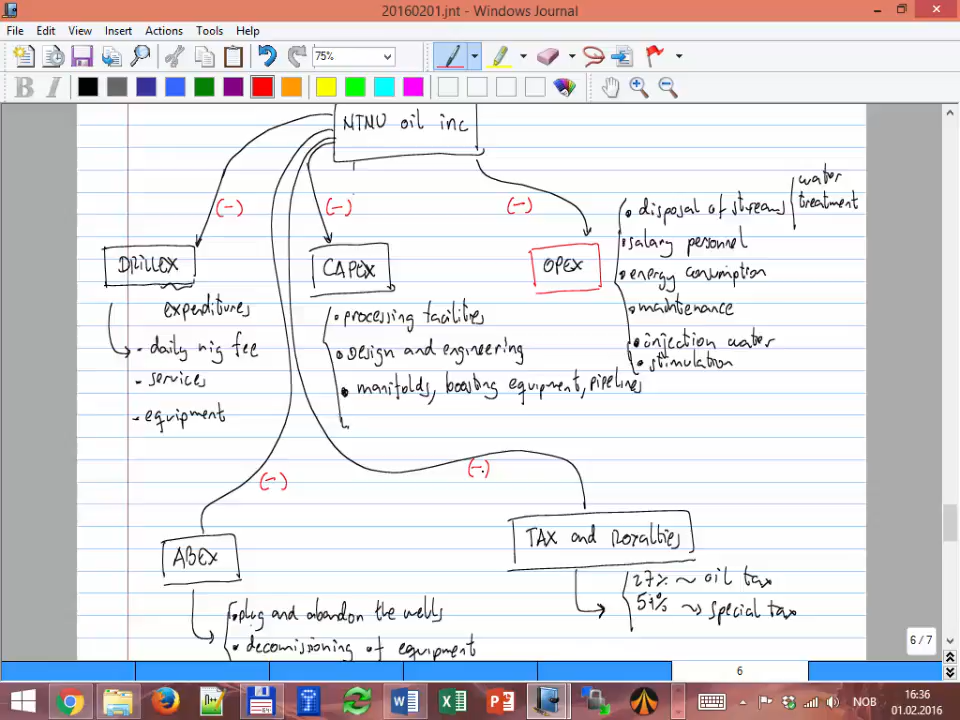 20160201.jnt - Windows Journal
File Edit View Insert Actions Tools Help
75%
B I
NTNU oil inc
(-) (-) (-)
water
treatment
• disposal of streams
DRILLEX
CAPEX
OPEX
• salary personnel
• energy consumption
• maintenance
• injection water
• stimulation
expenditures
• processing facilities
- daily rig fee
• Design and engineering
- services
• manifolds, boosting equipment, pipelines
- equipment
(-) (-)
ABEX
TAX and Royalties
27% ~ oil tax
51% ~ special tax
• plug and abandon the wells
• decomissioning of equipment
6 / 7
6
NOB
16:36
01.02.2016